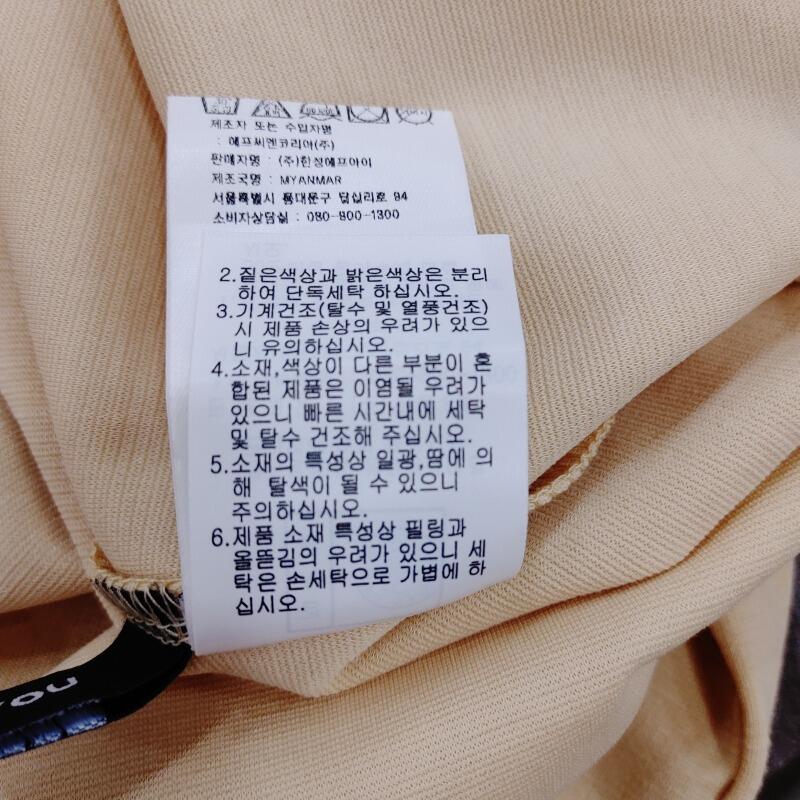 제조자 또는 수입자명
: 에프씨엔코리아(주)
판매자명 : (주)한성에프아이
제조국명 : MYANMAR
서울특별시 동대문구 답십리로 94
소비자상담실 : 080-800-1300
2.짙은색상과 밝은색상은 분리
하여 단독세탁 하십시오.
3.기계건조(탈수 및 열풍건조)
시 제품 손상의 우려가 있으
니 유의하십시오.
4.소재,색상이 다른 부분이 혼
합된 제품은 이염될 우려가
있으니 빠른 시간내에 세탁
및 탈수 건조해 주십시오.
5.소재의 특성상 일광,땀에 의
해 탈색이 될 수 있으니
주의하십시오.
6.제품 소재 특성상 필링과
올뜯김의 우려가 있으니 세
탁은 손세탁으로 가볍에 하
십시오.